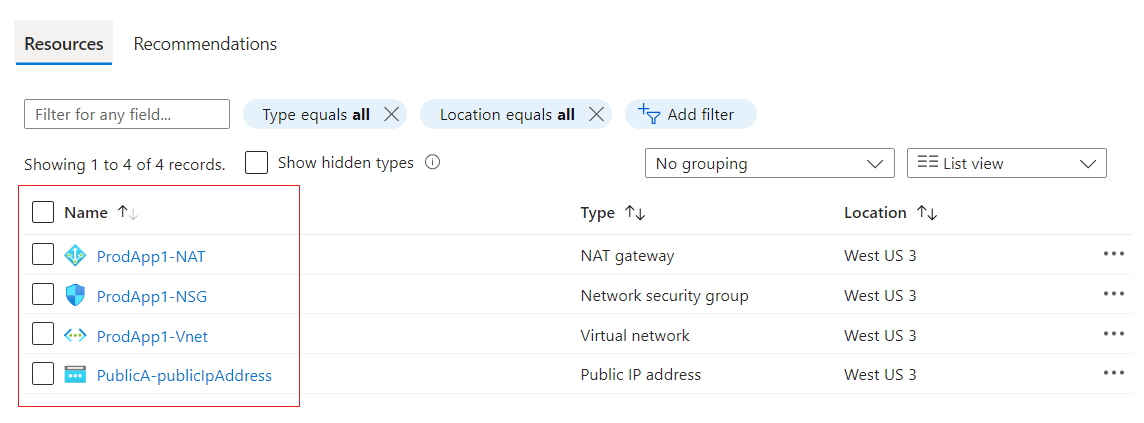 Resources Recommendations
Filter for any field...
Type equals all
Location equals all
Add filter
Showing 1 to 4 of 4 records.
Show hidden types
No grouping
List view
Name Type Location
ProdApp1-NAT NAT gateway West US 3
ProdApp1-NSG Network security group West US 3
ProdApp1-Vnet Virtual network West US 3
PublicA-publicIpAddress Public IP address West US 3